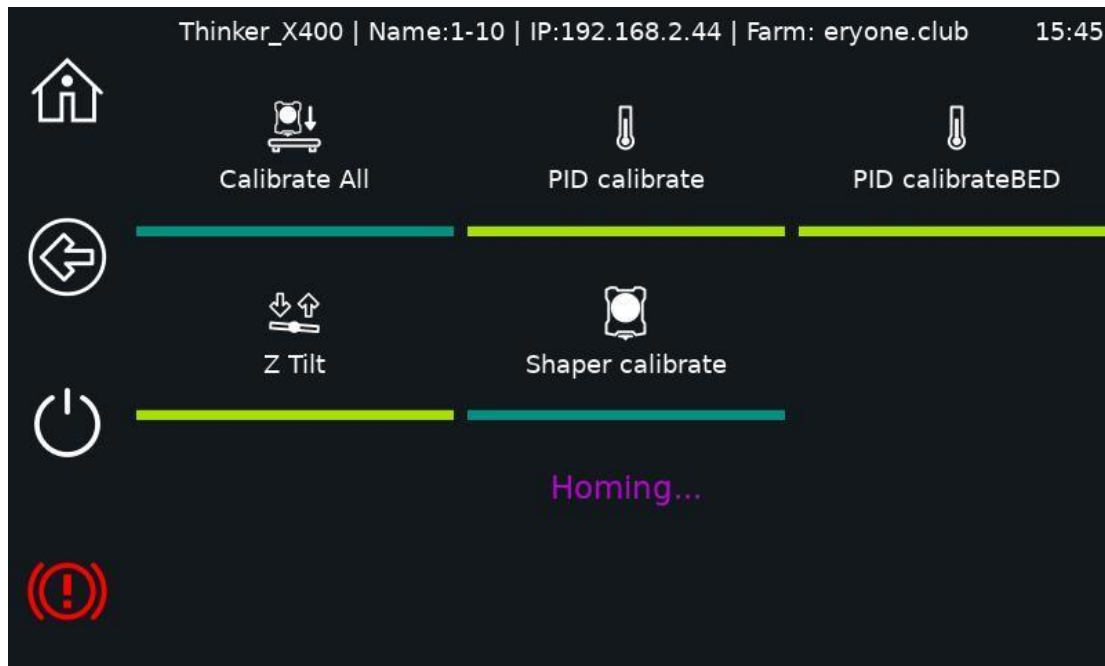 Thinker_X400 | Name:1-10 | IP:192.168.2.44 | Farm: eryone.club 15:45
Calibrate All PID calibrate PID calibrateBED
Z Tilt Shaper calibrate
Homing...